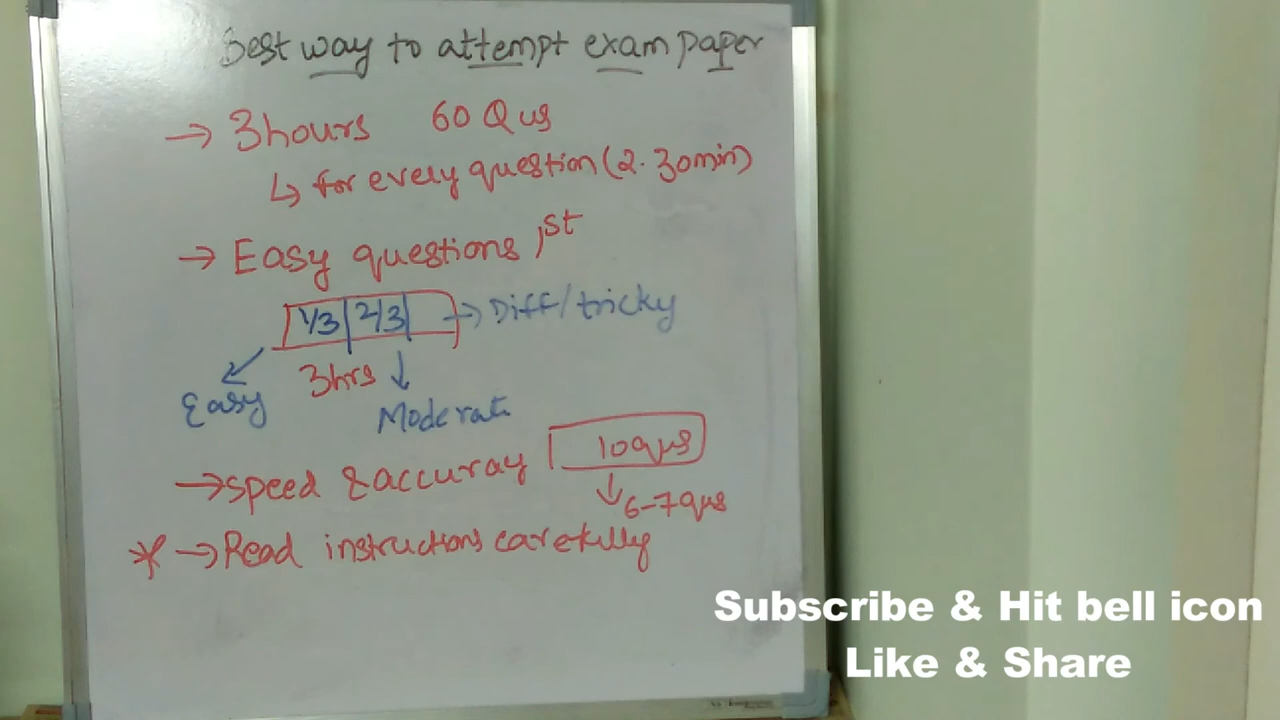 Best way to attempt exam paper
→ 3hours 60 Qus
↳ for every question (2.30min)
→ Easy questions 1st
1/3 2/3 → Diff/tricky
3hrs
Easy
Moderat
→ speed & accuray 10qus
↓ 6-7qus
* → Read instructions carefully
Subscribe & Hit bell icon
Like & Share